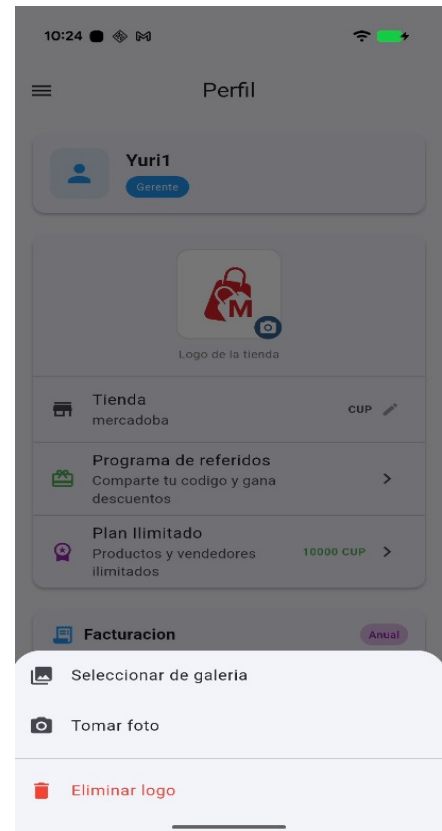 10:24
Perfil
Yuri1
Gerente
M
Logo de la tienda
Tienda
mercadoba
CUP
Programa de referidos
Comparte tu codigo y gana
descuentos
Plan Ilimitado
Productos y vendedores
ilimitados
10000 CUP
Facturacion
Anual
Seleccionar de galeria
Tomar foto
Eliminar logo